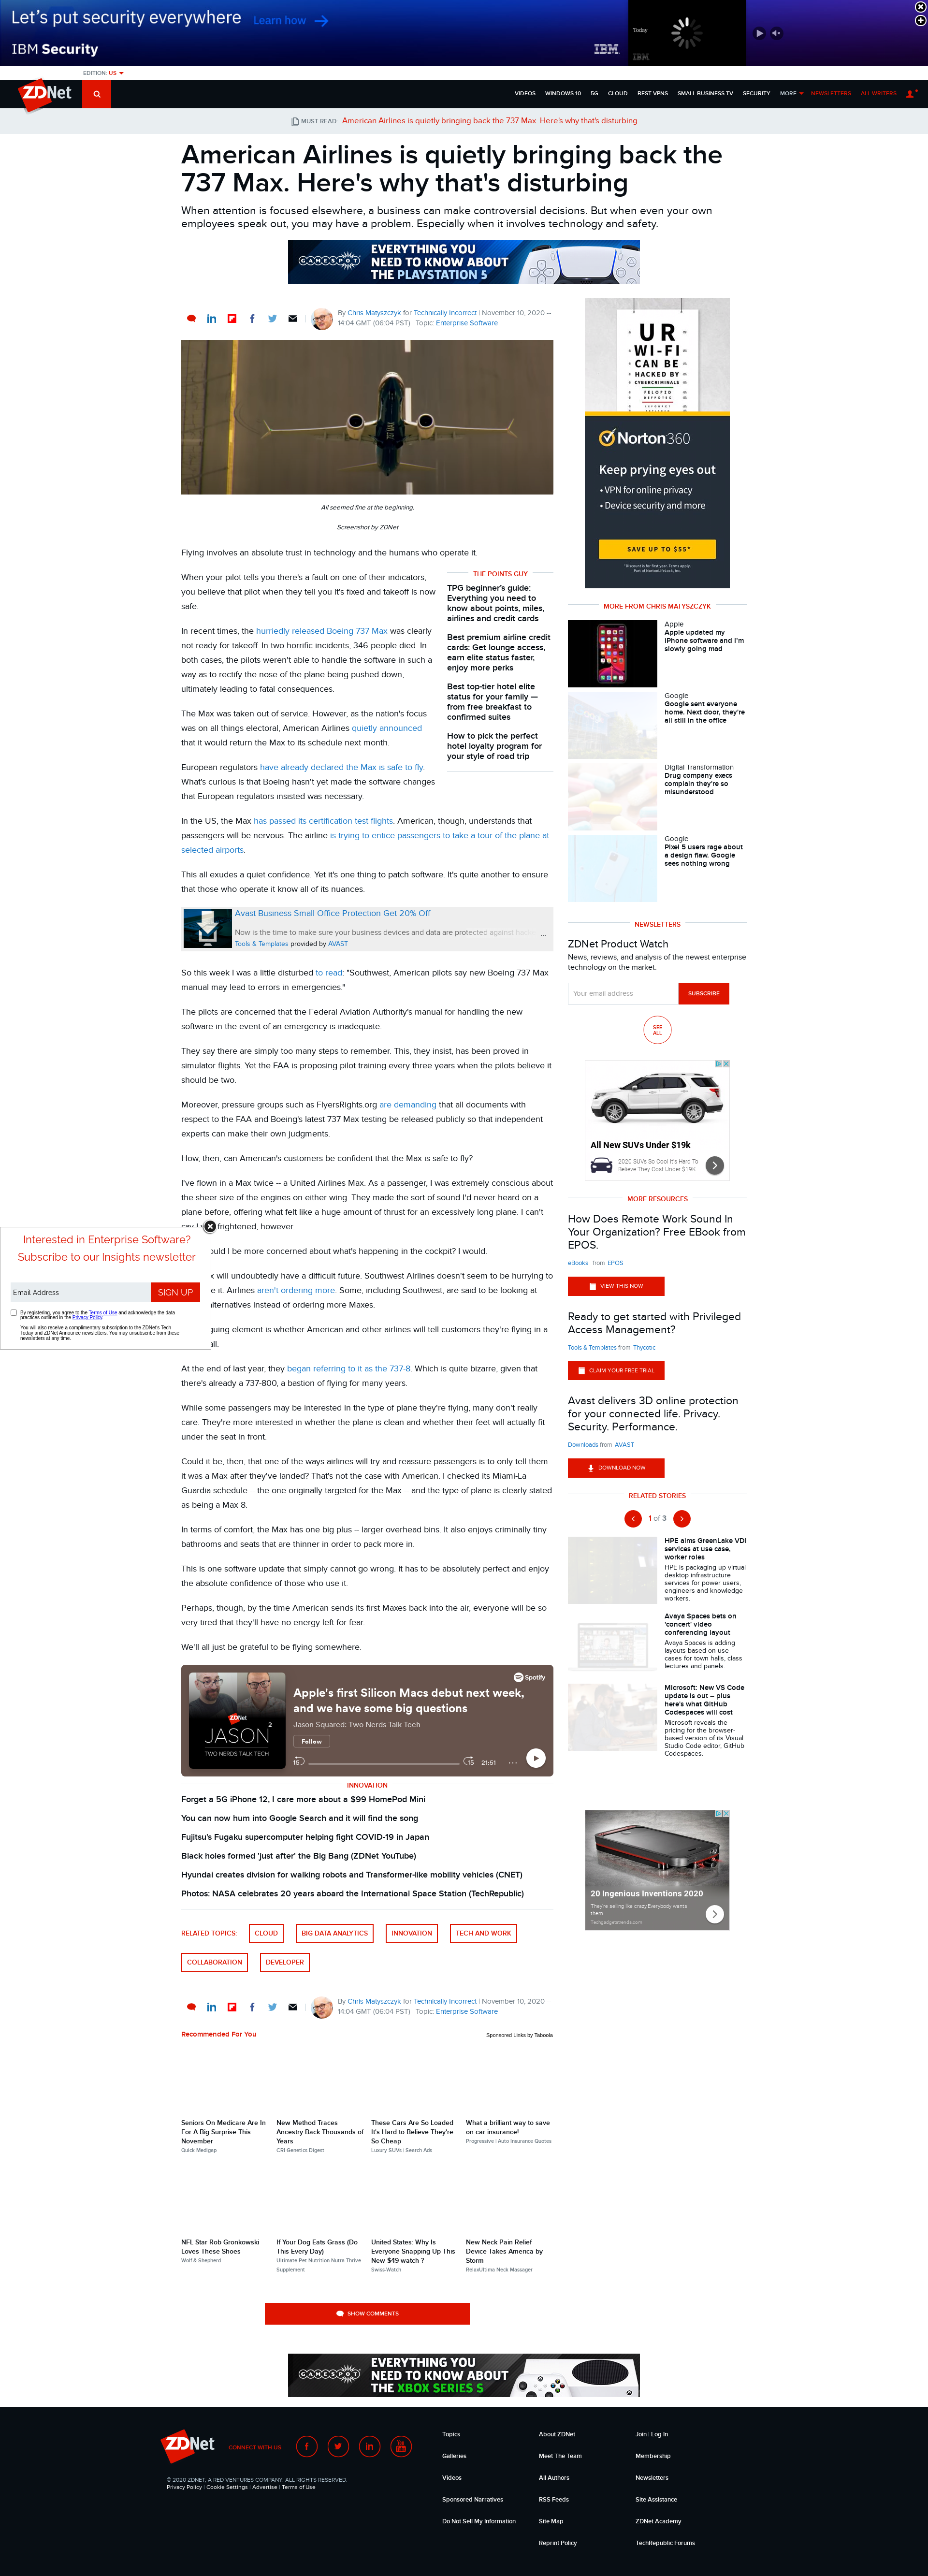 Let's put security everywhere Learn how
IBM Security
Today
IBM
IBM
EDITION: US
ZDNet
VIDEOS WINDOWS 10 5G CLOUD BEST VPNS SMALL BUSINESS TV SECURITY MORE NEWSLETTERS ALL WRITERS
MUST READ: American Airlines is quietly bringing back the 737 Max. Here's why that's disturbing
American Airlines is quietly bringing back the
737 Max. Here's why that's disturbing
When attention is focused elsewhere, a business can make controversial decisions. But when even your own
employees speak out, you may have a problem. Especially when it involves technology and safety.
GAMESPOT
EVERYTHING YOU
NEED TO KNOW ABOUT
THE PLAYSTATION 5
By Chris Matyszczyk for Technically Incorrect | November 10, 2020 --
14:04 GMT (06:04 PST) | Topic: Enterprise Software
All seemed fine at the beginning.
Screenshot by ZDNet
Flying involves an absolute trust in technology and the humans who operate it.
When your pilot tells you there's a fault on one of their indicators,
you believe that pilot when they tell you it's fixed and takeoff is now
safe.
In recent times, the hurriedly released Boeing 737 Max was clearly
not ready for takeoff. In two horrific incidents, 346 people died. In
both cases, the pilots weren't able to handle the software in such a
way as to rectify the nose of the plane being pushed down,
ultimately leading to fatal consequences.
The Max was taken out of service. However, as the nation's focus
was on all things electoral, American Airlines quietly announced
that it would return the Max to its schedule next month.
European regulators have already declared the Max is safe to fly.
What's curious is that Boeing hasn't yet made the software changes
that European regulators insisted was necessary.
THE POINTS GUY
TPG beginner's guide:
Everything you need to
know about points, miles,
airlines and credit cards
Best premium airline credit
cards: Get lounge access,
earn elite status faster,
enjoy more perks
Best top-tier hotel elite
status for your family —
from free breakfast to
confirmed suites
How to pick the perfect
hotel loyalty program for
your style of road trip
In the US, the Max has passed its certification test flights. American, though, understands that
passengers will be nervous. The airline is trying to entice passengers to take a tour of the plane at
selected airports.
This all exudes a quiet confidence. Yet it's one thing to patch software. It's quite another to ensure
that those who operate it know all of its nuances.
Avast Business Small Office Protection Get 20% Off
Now is the time to make sure your business devices and data are protected against
Tools & Templates provided by AVAST
So this week I was a little disturbed to read: "Southwest, American pilots say new Boeing 737 Max
manual may lead to errors in emergencies."
The pilots are concerned that the Federal Aviation Authority's manual for handling the new
software in the event of an emergency is inadequate.
They say there are simply too many steps to remember. This, they insist, has been proved in
simulator flights. Yet the FAA is proposing pilot training every three years when the pilots believe it
should be two.
Moreover, pressure groups such as FlyersRights.org are demanding that all documents with
respect to the FAA and Boeing's latest 737 Max testing be released publicly so that independent
experts can make their own judgments.
How, then, can American's customers be confident that the Max is safe to fly?
I've flown in a Max twice -- a United Airlines Max. As a passenger, I was extremely conscious about
the sheer size of the engines on either wing. They made the sort of sound I'd never heard on a
plane before, offering what felt like a huge amount of thrust for an excessively long plane. I can't
frightened, however.
ould I be more concerned about what's happening in the cockpit? I would.
x will undoubtedly have a difficult future. Southwest Airlines doesn't seem to be hurrying to
e it. Airlines aren't ordering more. Some, including Southwest, are said to be looking at
alternatives instead of ordering more Maxes.
guing element is whether American and other airlines will tell customers they're flying in a
all.
At the end of last year, they began referring to it as the 737-8. Which is quite bizarre, given that
there's already a 737-800, a bastion of flying for many years.
While some passengers may be interested in the type of plane they're flying, many don't really
care. They're more interested in whether the plane is clean and whether their feet will actually fit
under the seat in front.
Could it be, then, that one of the ways airlines will try and reassure passengers is to only tell them
it was a Max after they've landed? That's not the case with American. I checked its Miami-La
Guardia schedule -- the one originally targeted for the Max -- and the type of plane is clearly stated
as being a Max 8.
In terms of comfort, the Max has one big plus -- larger overhead bins. It also enjoys criminally tiny
bathrooms and seats that are thinner in order to pack more in.
This is one software update that simply cannot go wrong. It has to be absolutely perfect and enjoy
the absolute confidence of those who use it.
Perhaps, though, by the time American sends its first Maxes back into the air, everyone will be so
very tired that they'll have no energy left for fear.
We'll all just be grateful to be flying somewhere.
Interested in Enterprise Software?
Subscribe to our Insights newsletter
Email Address SIGN UP
By registering, you agree to the Terms of Use and acknowledge the data
practices outlined in the Privacy Policy.
You will also receive a complimentary subscription to the ZDNet's Tech
Today and ZDNet Announce newsletters. You may unsubscribe from these
newsletters at any time.
ZDNet
JASON 2
TWO NERDS TALK TECH
Spotify
Apple's first Silicon Macs debut next week,
and we have some big questions
Jason Squared: Two Nerds Talk Tech
Follow
15 15 21:51
INNOVATION
Forget a 5G iPhone 12, I care more about a $99 HomePod Mini
You can now hum into Google Search and it will find the song
Fujitsu's Fugaku supercomputer helping fight COVID-19 in Japan
Black holes formed 'just after' the Big Bang (ZDNet YouTube)
Hyundai creates division for walking robots and Transformer-like mobility vehicles (CNET)
Photos: NASA celebrates 20 years aboard the International Space Station (TechRepublic)
RELATED TOPICS: CLOUD BIG DATA ANALYTICS INNOVATION TECH AND WORK
COLLABORATION DEVELOPER
By Chris Matyszczyk for Technically Incorrect | November 10, 2020 --
14:04 GMT (06:04 PST) | Topic: Enterprise Software
Recommended For You
Sponsored Links by Taboola
Seniors On Medicare Are In
For A Big Surprise This
November
Quick Medigap
New Method Traces
Ancestry Back Thousands of
Years
CRI Genetics Digest
These Cars Are So Loaded
It's Hard to Believe They're
So Cheap
Luxury SUVs | Search Ads
What a brilliant way to save
on car insurance!
Progressive | Auto Insurance Quotes
NFL Star Rob Gronkowski
Loves These Shoes
Wolf & Shepherd
If Your Dog Eats Grass (Do
This Every Day)
Ultimate Pet Nutrition Nutra Thrive
Supplement
United States: Why Is
Everyone Snapping Up This
New $49 watch ?
Swiss-Watch
New Neck Pain Relief
Device Takes America by
Storm
RelaxUltima Neck Massager
SHOW COMMENTS
UR
WI-FI
CAN BE
HACKED BY
CYBERCRIMINALS
Norton 360
Keep prying eyes out
• VPN for online privacy
• Device security and more
SAVE UP TO $55*
*Discount is for first year. Terms apply.
MORE FROM CHRIS MATYSZCZYK
Apple
Apple updated my
iPhone software and I'm
slowly going mad
Google
Google sent everyone
home. Next door, they're
all still in the office
Digital Transformation
Drug company execs
complain they're so
misunderstood
Google
Pixel 5 users rage about
a design flaw. Google
sees nothing wrong
NEWSLETTERS
ZDNet Product Watch
News, reviews, and analysis of the newest enterprise
technology on the market.
Your email address SUBSCRIBE
SEE
ALL
All New SUVs Under $19k
2020 SUVs So Cool It's Hard To
Believe They Cost Under $19K
MORE RESOURCES
How Does Remote Work Sound In
Your Organization? Free EBook from
EPOS.
eBooks from EPOS
VIEW THIS NOW
Ready to get started with Privileged
Access Management?
Tools & Templates from Thycotic
CLAIM YOUR FREE TRIAL
Avast delivers 3D online protection
for your connected life. Privacy.
Security. Performance.
Downloads from AVAST
DOWNLOAD NOW
RELATED STORIES
1 of 3
HPE aims GreenLake VDI
services at use case,
worker roles
HPE is packaging up virtual
desktop infrastructure
services for power users,
engineers and knowledge
workers.
Avaya Spaces bets on
'concert' video
conferencing layout
Avaya Spaces is adding
layouts based on use
cases for town halls, class
lectures and panels.
Microsoft: New VS Code
update is out – plus
here's what GitHub
Codespaces will cost
Microsoft reveals the
pricing for the browser-
based version of its Visual
Studio Code editor, GitHub
Codespaces.
20 Ingenious Inventions 2020
They're selling like crazy. Everybody wants
them
GAMESPOT
EVERYTHING YOU
NEED TO KNOW ABOUT
THE XBOX SERIES S
ZDNet
CONNECT WITH US
© 2020 ZDNET, A RED VENTURES COMPANY. ALL RIGHTS RESERVED.
Privacy Policy | Cookie Settings | Advertise | Terms of Use
Topics
Galleries
Videos
Sponsored Narratives
Do Not Sell My Information
About ZDNet
Meet The Team
All Authors
RSS Feeds
Site Map
Reprint Policy
Join | Log In
Membership
Newsletters
Site Assistance
ZDNet Academy
TechRepublic Forums